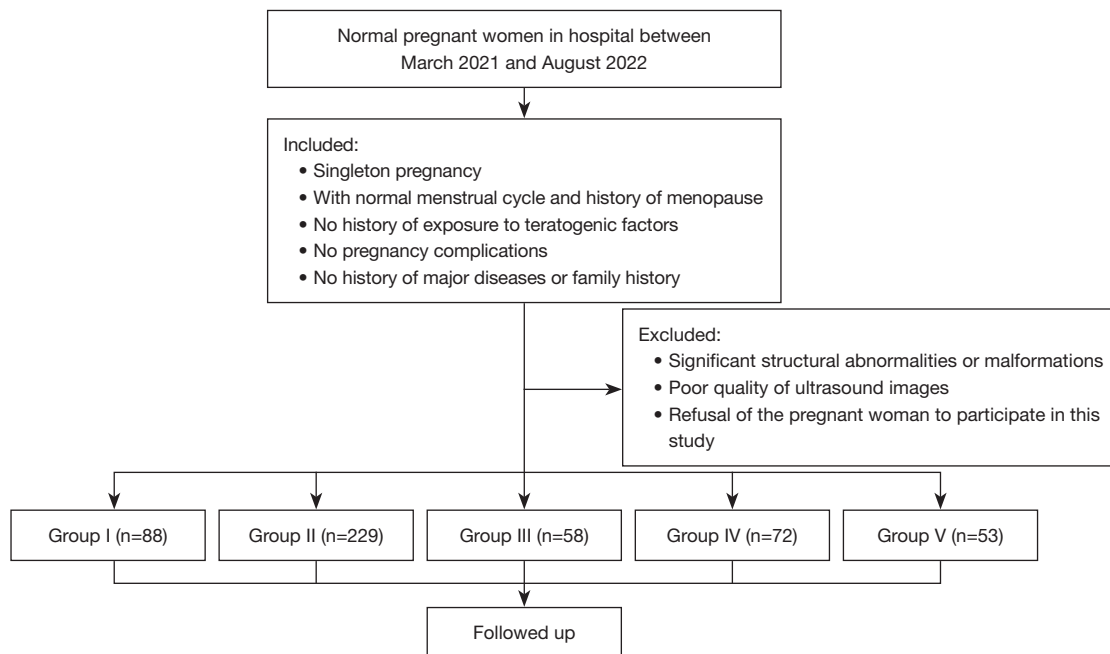 Normal pregnant women in hospital between
March 2021 and August 2022
Included:
• Singleton pregnancy
• With normal menstrual cycle and history of menopause
• No history of exposure to teratogenic factors
• No pregnancy complications
• No history of major diseases or family history
Excluded:
• Significant structural abnormalities or malformations
• Poor quality of ultrasound images
• Refusal of the pregnant woman to participate in this
study
Group I (n=88)
Group II (n=229)
Group III (n=58)
Group IV (n=72)
Group V (n=53)
Followed up